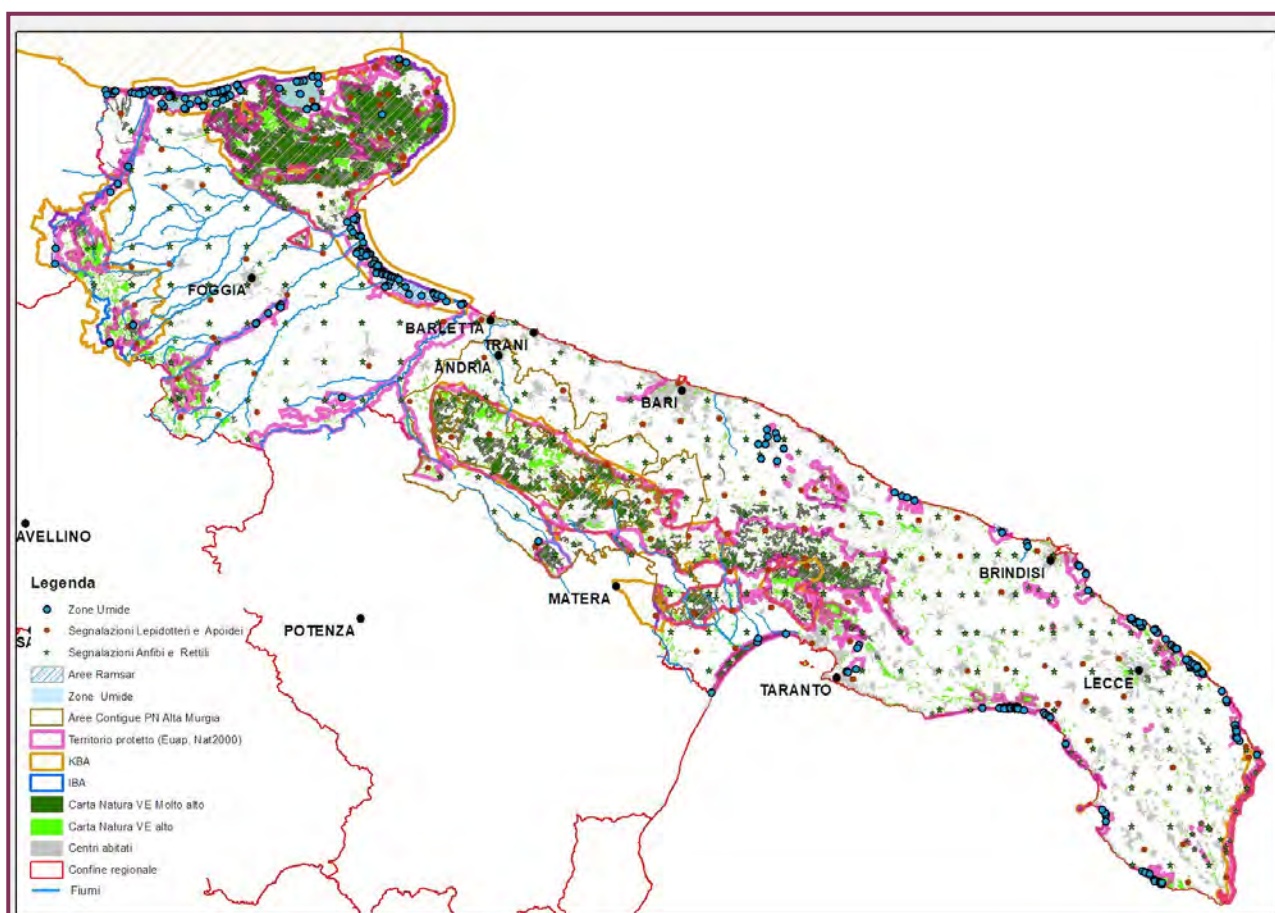 FOGGIA
BARLETTA
TRANI
ANDRIA
BARI
AVELLINO
BRINDISI
MATERA
POTENZA
TARANTO
LECCE
Legenda
Zone Umide
Segnalazioni Lepidotteri e Apoidei
Segnalazioni Anfibi e Rettili
Aree Ramsar
Zone Umide
Aree Contigue PN Alta Murgia
Territorio protetto (Euap, Nat2000)
KBA
IBA
Carta Natura VE Molto alto
Carta Natura VE alto
Centri abitati
Confine regionale
Fiumi